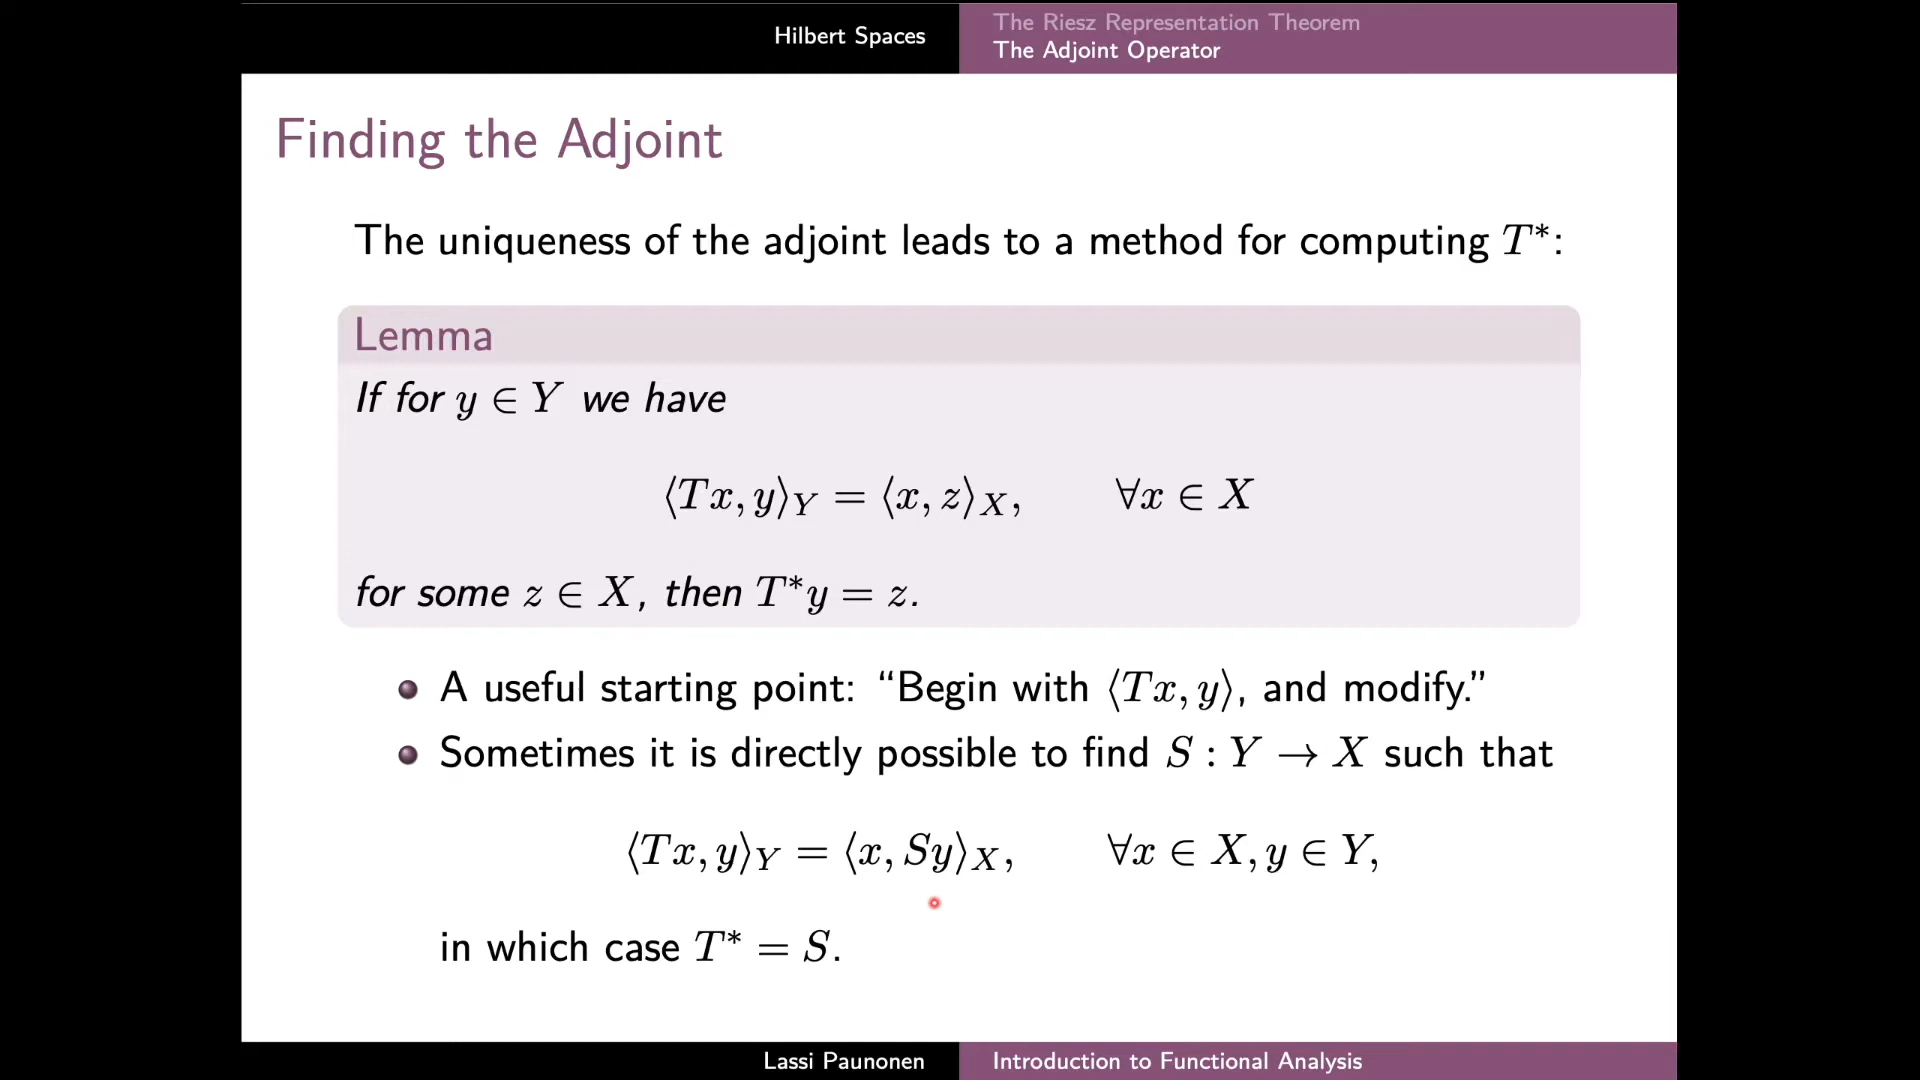 Hilbert Spaces
The Riesz Representation Theorem
The Adjoint Operator
Finding the Adjoint
The uniqueness of the adjoint leads to a method for computing T*:
Lemma
If for y ∈ Y we have
⟨Tx, y⟩_Y = ⟨x, z⟩_X, ∀x ∈ X
for some z ∈ X, then T*y = z.
A useful starting point: “Begin with ⟨Tx, y⟩, and modify.”
Sometimes it is directly possible to find S : Y → X such that
⟨Tx, y⟩_Y = ⟨x, Sy⟩_X, ∀x ∈ X, y ∈ Y,
in which case T* = S.
Lassi Paunonen
Introduction to Functional Analysis